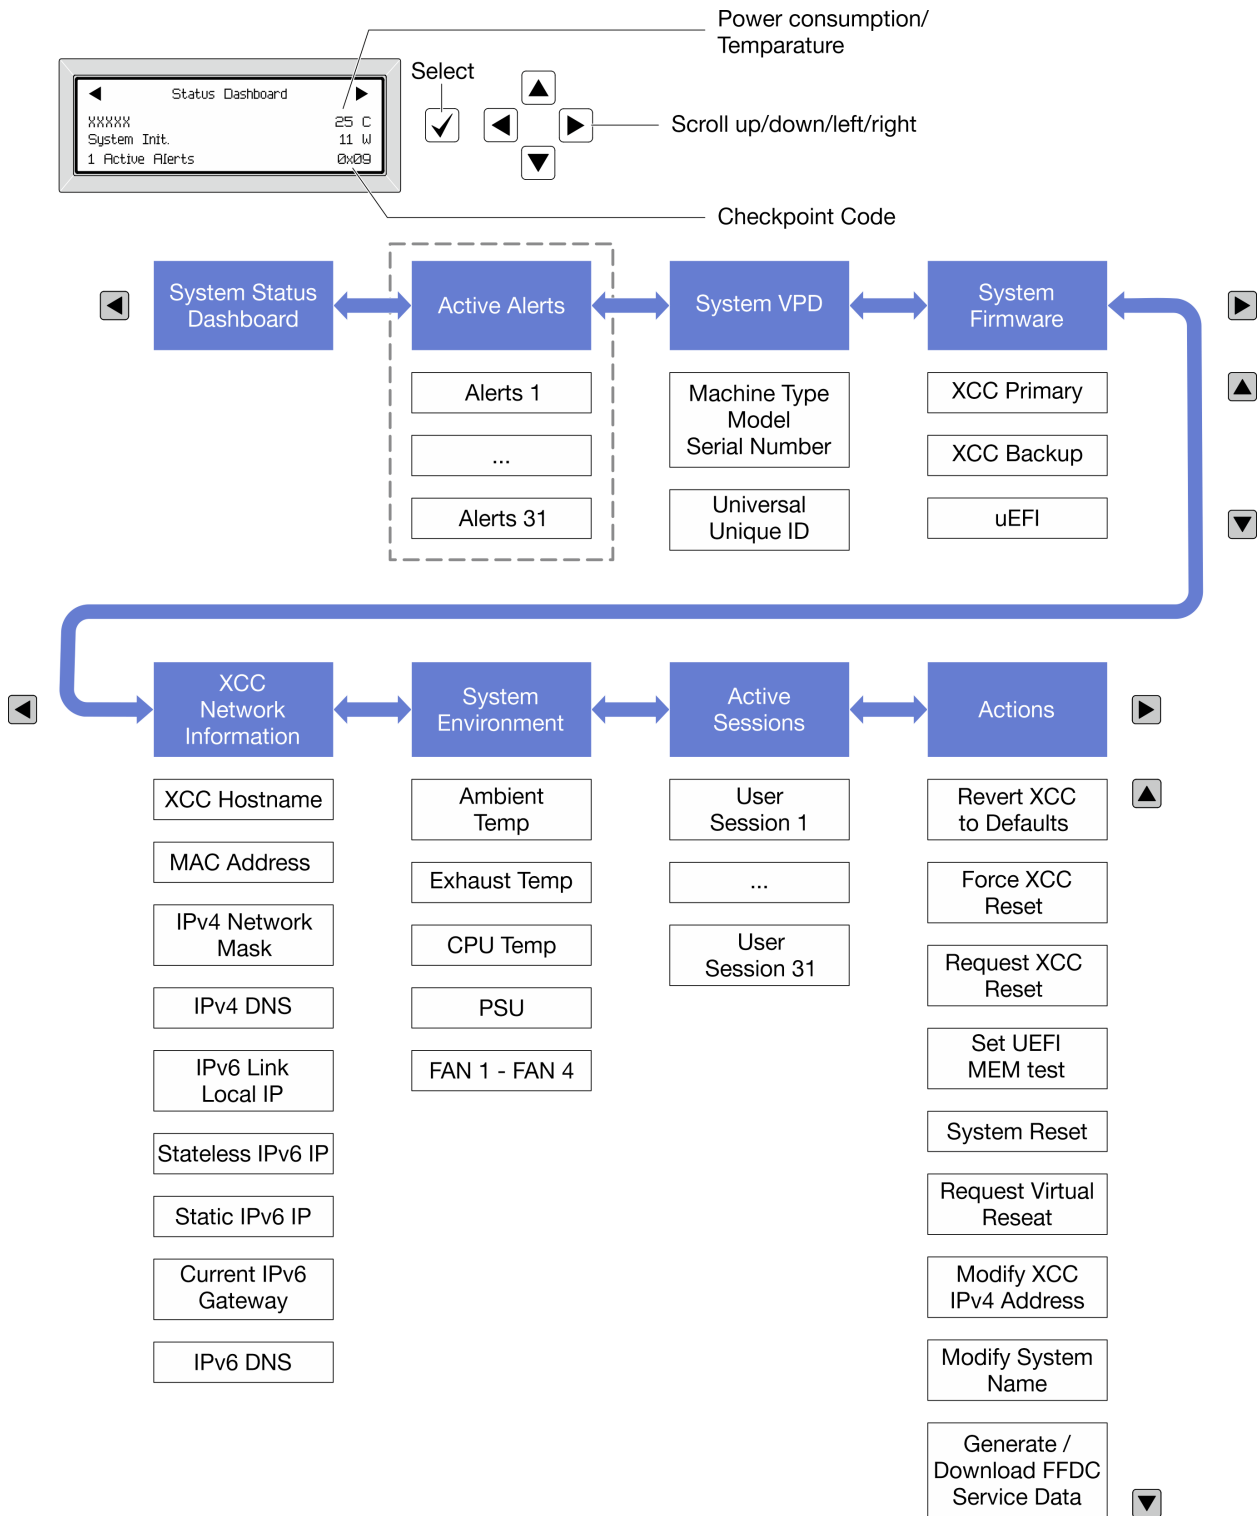 Power consumption/
Temparature
Select
Status Dashboard
XXXXX 25 C
System Init. 11 W
1 Active Alerts 0x09
Scroll up/down/left/right
Checkpoint Code
System Status
Dashboard
Active Alerts
System VPD
System
Firmware
Alerts 1
...
Alerts 31
Machine Type
Model
Serial Number
Universal
Unique ID
XCC Primary
XCC Backup
uEFI
XCC
Network
Information
System
Environment
Active
Sessions
Actions
XCC Hostname
MAC Address
IPv4 Network
Mask
IPv4 DNS
IPv6 Link
Local IP
Stateless IPv6 IP
Static IPv6 IP
Current IPv6
Gateway
IPv6 DNS
Ambient
Temp
Exhaust Temp
CPU Temp
PSU
FAN 1 - FAN 4
User
Session 1
...
User
Session 31
Revert XCC
to Defaults
Force XCC
Reset
Request XCC
Reset
Set UEFI
MEM test
System Reset
Request Virtual
Reseat
Modify XCC
IPv4 Address
Modify System
Name
Generate /
Download FFDC
Service Data